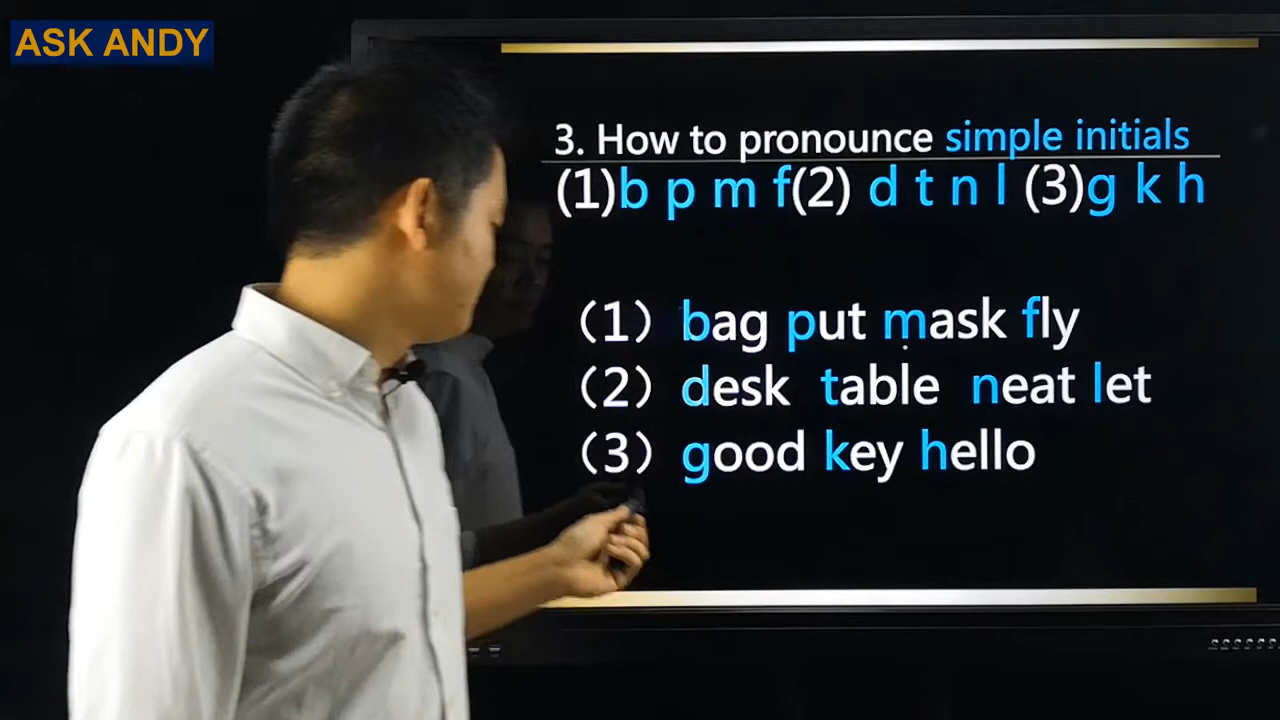 ASK ANDY
3. How to pronounce simple initials
(1)b p m f(2) d t n l (3)g k h
（1） bag put mask fly
（2） desk table neat let
（3） good key hello